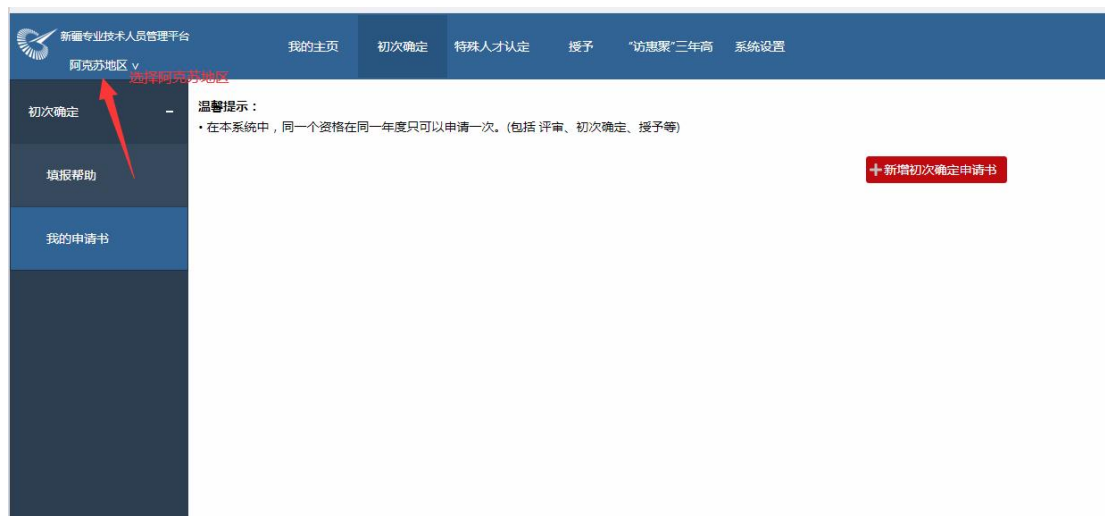 新疆专业技术人员管理平台
阿克苏地区 ∨
选择阿克苏地区
我的主页 初次确定 特殊人才认定 授予 “访惠聚”三年高 系统设置
初次确定 −
填报帮助
我的申请书
温馨提示：
• 在本系统中，同一个资格在同一年度只可以申请一次。(包括 评审、初次确定、授予等)
+新增初次确定申请书